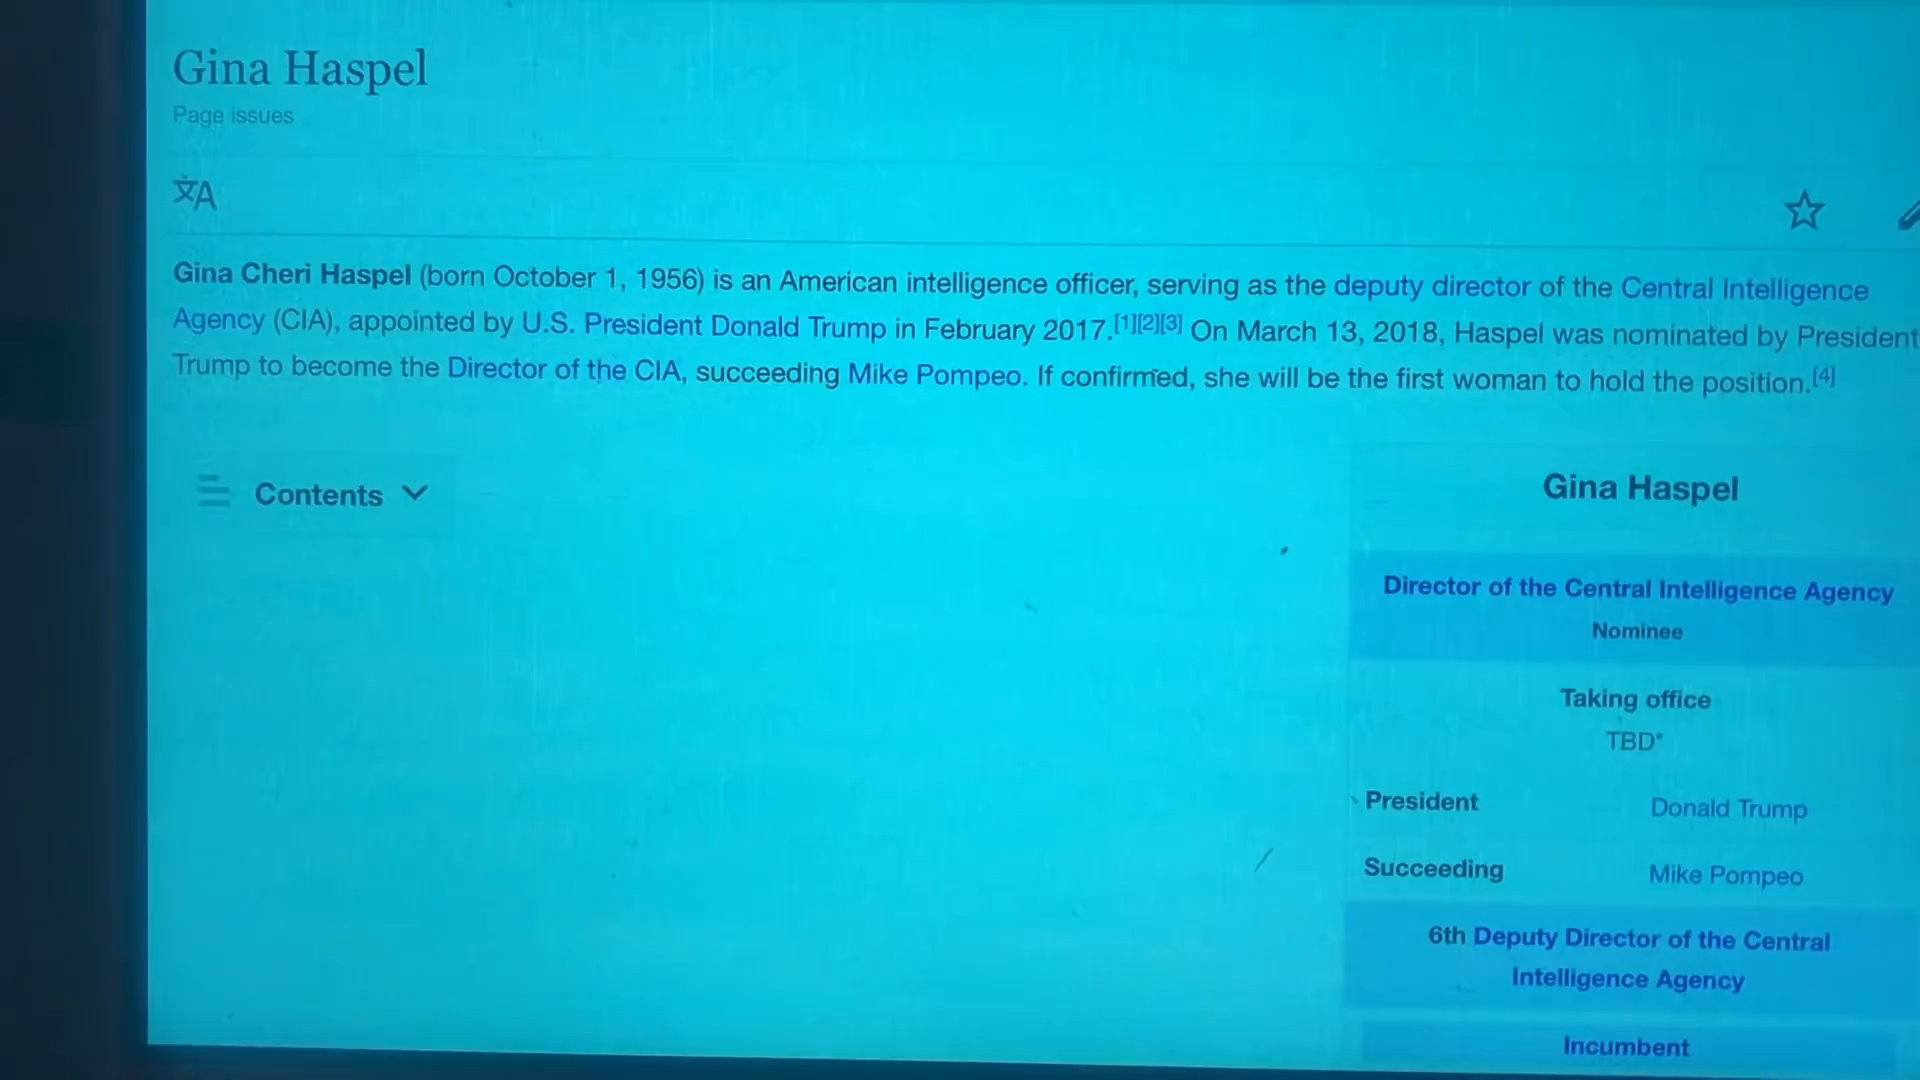 Gina Haspel
Page issues
文A
Gina Cheri Haspel (born October 1, 1956) is an American intelligence officer, serving as the deputy director of the Central Intelligence
Agency (CIA), appointed by U.S. President Donald Trump in February 2017.[1][2][3] On March 13, 2018, Haspel was nominated by President
Trump to become the Director of the CIA, succeeding Mike Pompeo. If confirmed, she will be the first woman to hold the position.[4]
Contents
Gina Haspel
Director of the Central Intelligence Agency
Nominee
Taking office
TBD*
President Donald Trump
Succeeding Mike Pompeo
6th Deputy Director of the Central
Intelligence Agency
Incumbent